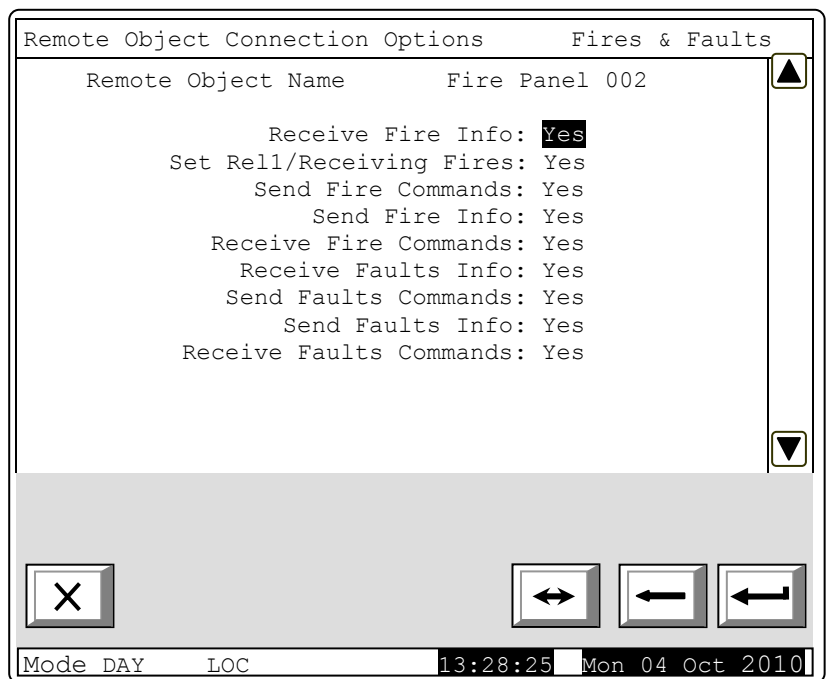 Remote Object Connection Options Fires & Faults
Remote Object Name Fire Panel 002
Receive Fire Info: Yes
Set Rel1/Receiving Fires: Yes
Send Fire Commands: Yes
Send Fire Info: Yes
Receive Fire Commands: Yes
Receive Faults Info: Yes
Send Faults Commands: Yes
Send Faults Info: Yes
Receive Faults Commands: Yes
Mode DAY LOC 13:28:25 Mon 04 Oct 2010